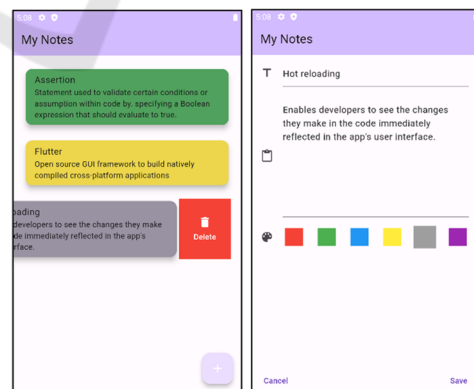 5:08
My Notes
Assertion
Statement used to validate certain conditions or
assumption within code by. specifying a Boolean
expression that should evaluate to true.
Flutter
Open source GUI framework to build natively
compiled cross-platform applications
oading
developers to see the changes they make
de immediately reflected in the app's
rface.
Delete
+
5:08
My Notes
Hot reloading
Enables developers to see the changes
they make in the code immediately
reflected in the app's user interface.
Cancel
Save